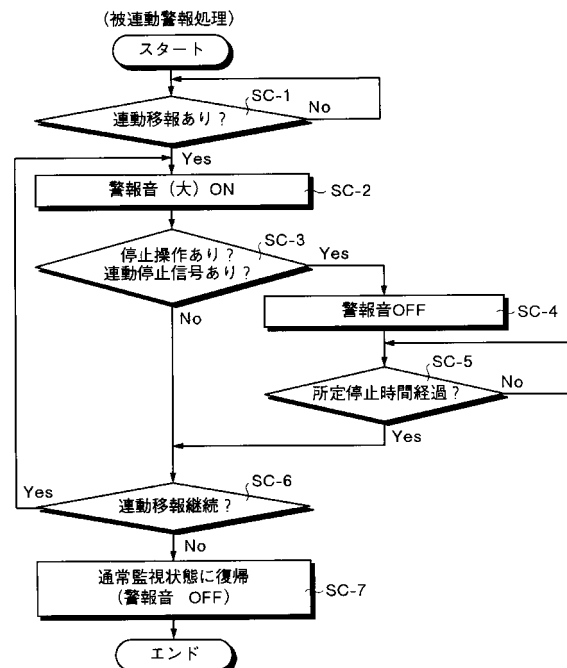 (被連動警報処理)
スタート
SC-1
連動移報あり?
No
Yes
警報音(大)ON
SC-2
停止操作あり?
連動停止信号あり?
SC-3
Yes
No
警報音OFF
SC-4
SC-5
所定停止時間経過?
No
Yes
SC-6
連動移報継続?
Yes
No
通常監視状態に復帰
(警報音 OFF)
SC-7
エンド